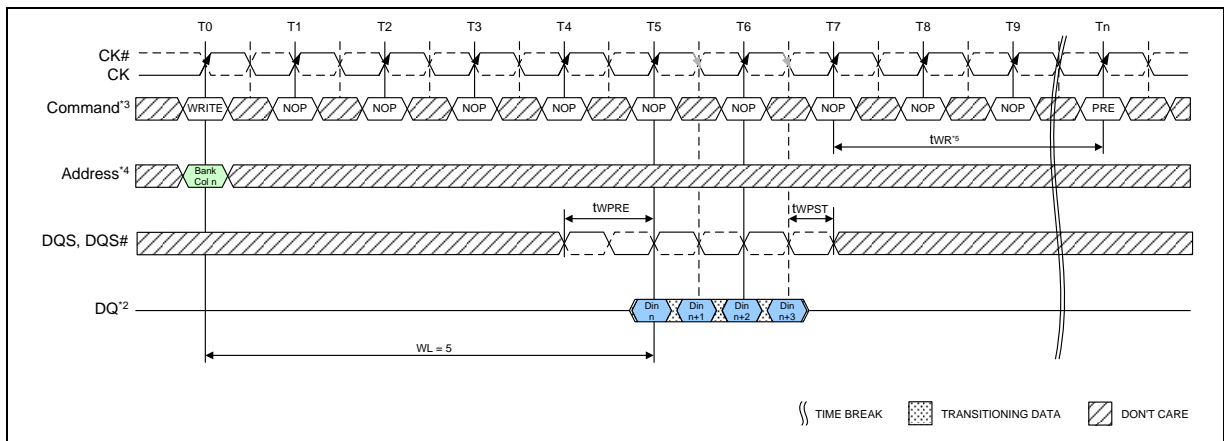 T0 T1 T2 T3 T4 T5 T6 T7 T8 T9 Tn
CK#
CK
Command*3 WRITE NOP NOP NOP NOP NOP NOP NOP NOP NOP PRE
tWR*5
Address*4 Bank Col n
tWPRE tWPST
DQS, DQS#
DQ*2 Din n Din n+1 Din n+2 Din n+3
WL = 5
TIME BREAK TRANSITIONING DATA DON'T CARE